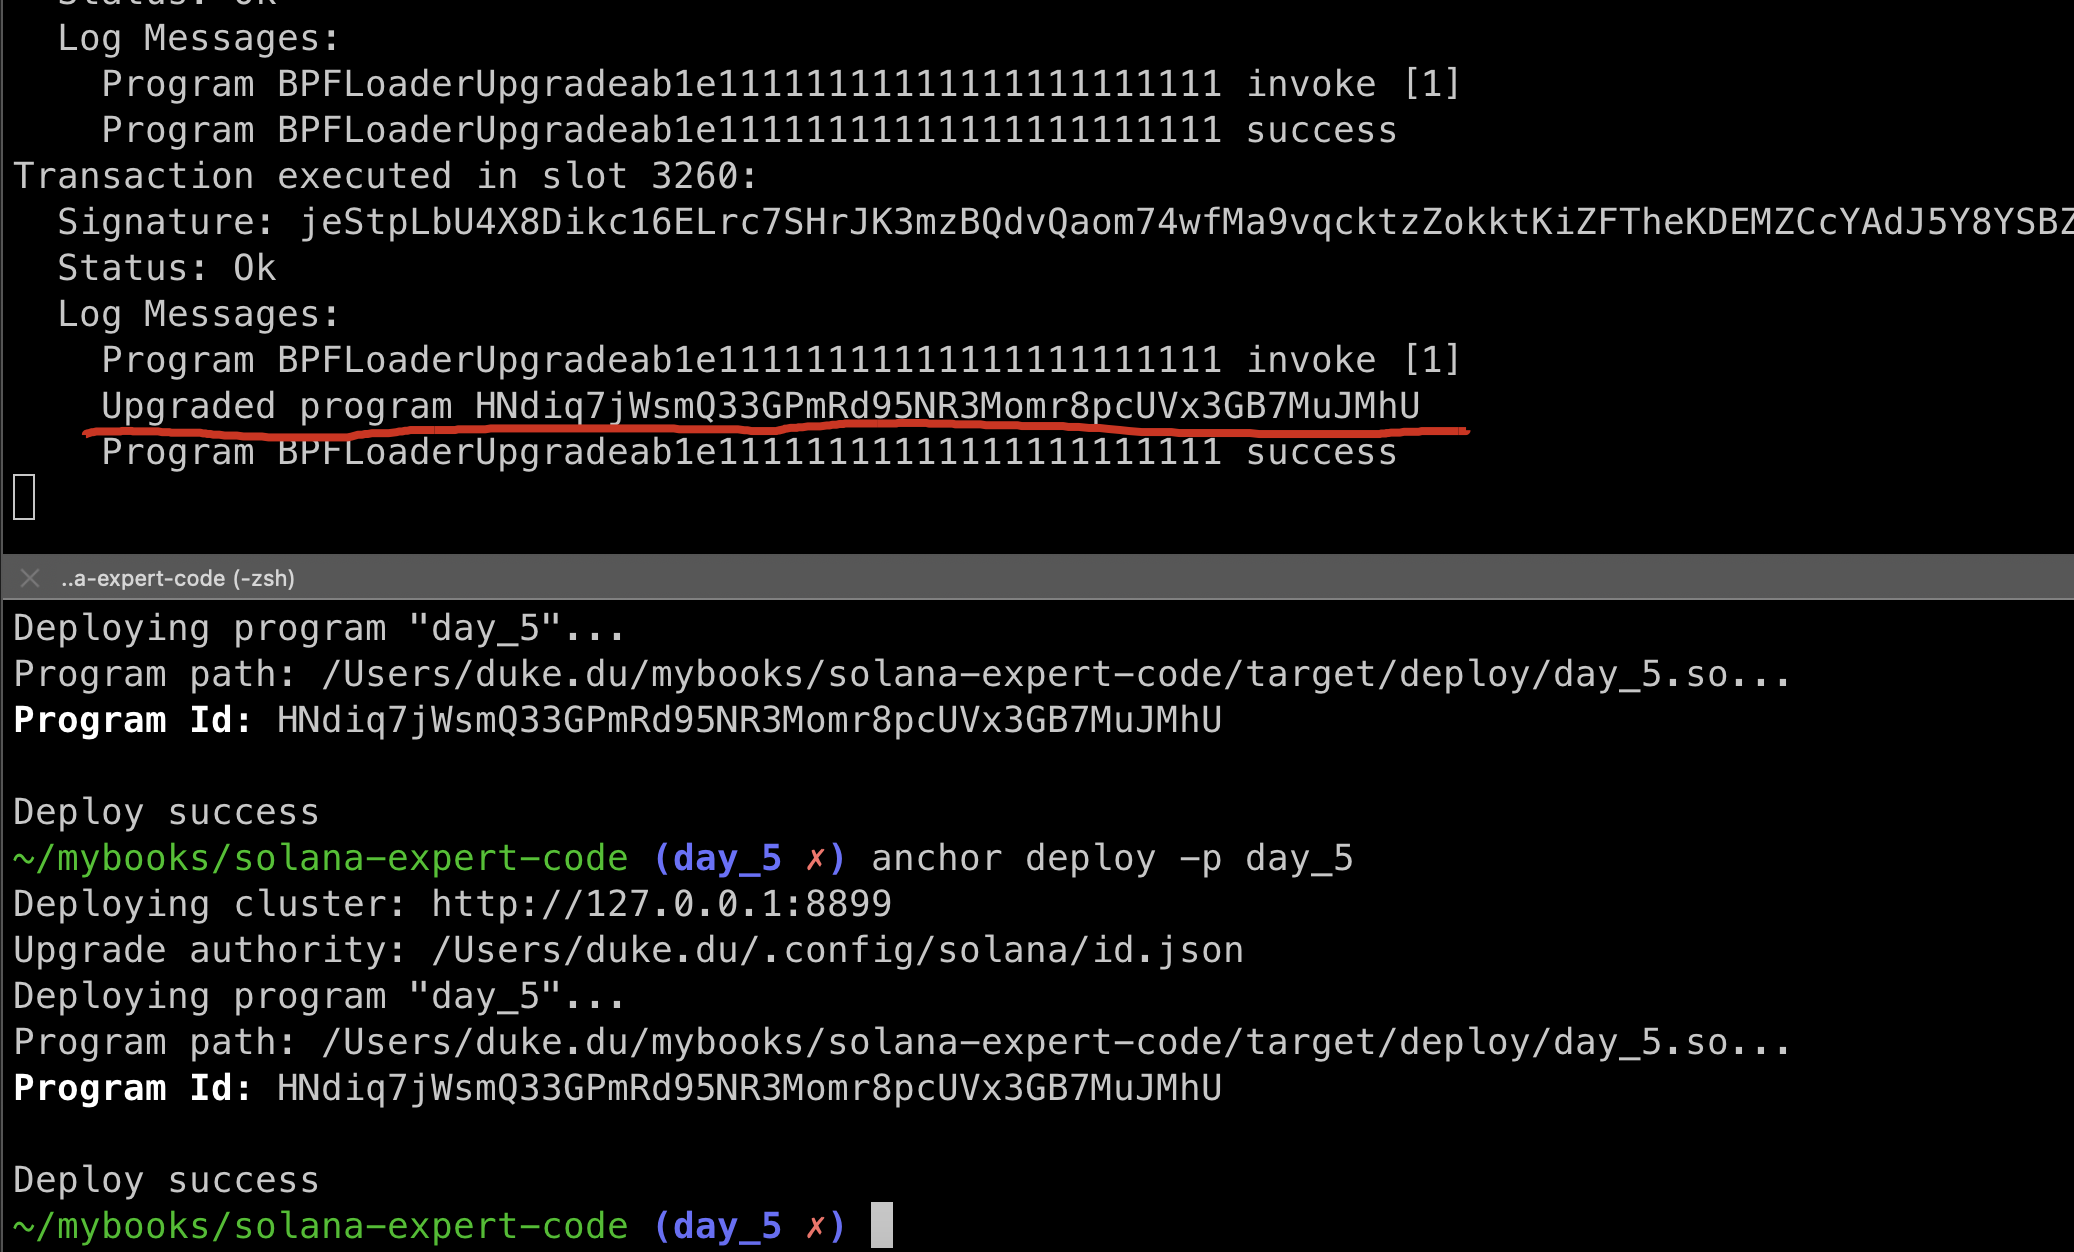 Status: Ok
Log Messages:
Program BPFLoaderUpgradeab1e11111111111111111111111 invoke [1]
Program BPFLoaderUpgradeab1e11111111111111111111111 success
Transaction executed in slot 3260:
Signature: jeStpLbU4X8Dikc16ELrc7SHrJK3mzBQdvQaom74wfMa9vqcktzZokktKiZFTheKDEMZCcYAdJ5Y8YSBZ
Status: Ok
Log Messages:
Program BPFLoaderUpgradeab1e11111111111111111111111 invoke [1]
Upgraded program HNdiq7jWsmQ33GPmRd95NR3Momr8pcUVx3GB7MuJMhU
Program BPFLoaderUpgradeab1e11111111111111111111111 success
..a-expert-code (-zsh)
Deploying program "day_5"...
Program path: /Users/duke.du/mybooks/solana-expert-code/target/deploy/day_5.so...
Program Id: HNdiq7jWsmQ33GPmRd95NR3Momr8pcUVx3GB7MuJMhU
Deploy success
~/mybooks/solana-expert-code (day_5 ✗) anchor deploy -p day_5
Deploying cluster: http://127.0.0.1:8899
Upgrade authority: /Users/duke.du/.config/solana/id.json
Deploying program "day_5"...
Program path: /Users/duke.du/mybooks/solana-expert-code/target/deploy/day_5.so...
Program Id: HNdiq7jWsmQ33GPmRd95NR3Momr8pcUVx3GB7MuJMhU
Deploy success
~/mybooks/solana-expert-code (day_5 ✗)